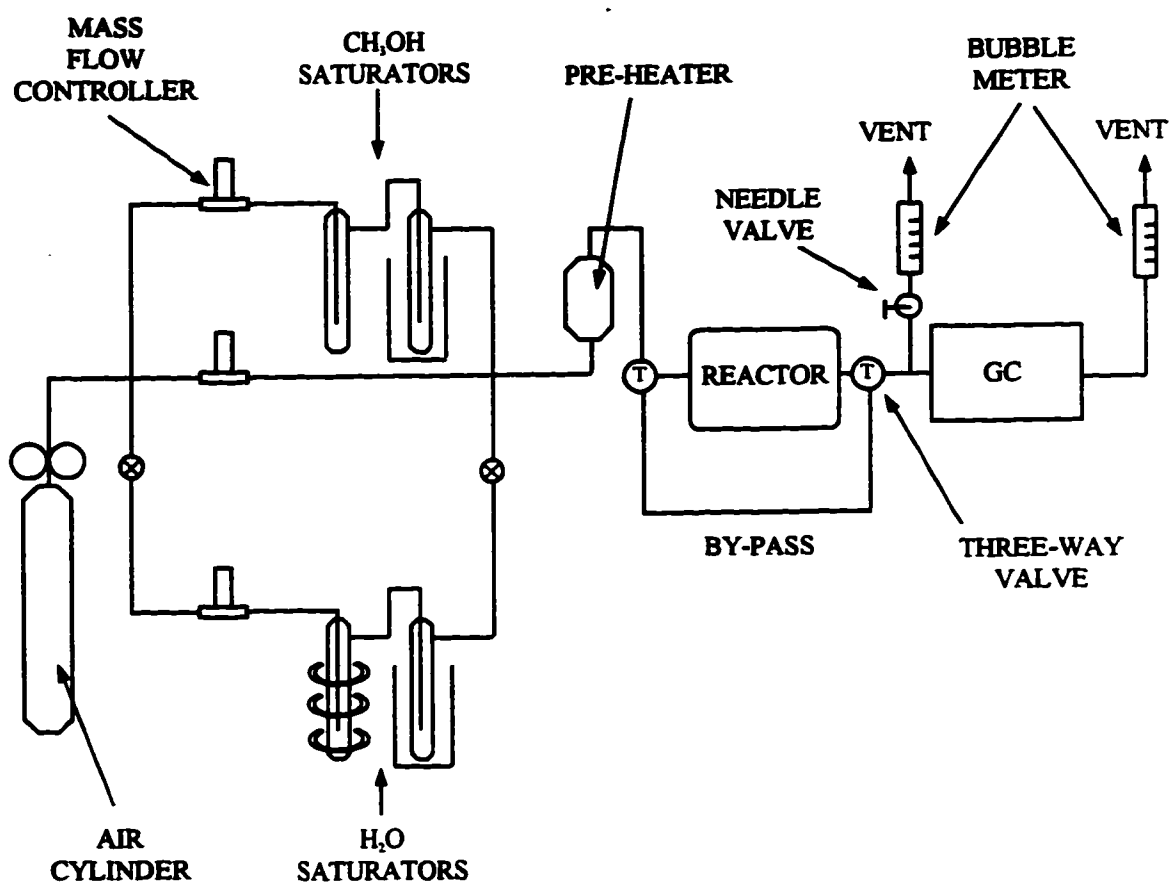 MASS
FLOW
CONTROLLER
CH₃OH
SATURATORS
PRE-HEATER
BUBBLE
METER
VENT
VENT
NEEDLE
VALVE
T
REACTOR
T
GC
BY-PASS
THREE-WAY
VALVE
AIR
CYLINDER
H₂O
SATURATORS